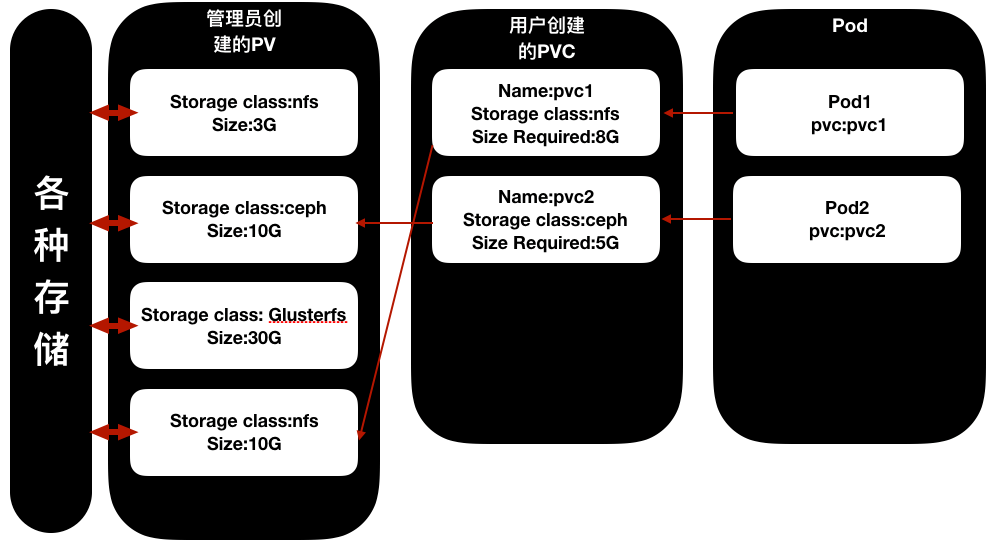 各
种
存
储
管理员创
建的PV
Storage class:nfs
Size:3G
Storage class:ceph
Size:10G
Storage class: Glusterfs
Size:30G
Storage class:nfs
Size:10G
用户创建
的PVC
Name:pvc1
Storage class:nfs
Size Required:8G
Name:pvc2
Storage class:ceph
Size Required:5G
Pod
Pod1
pvc:pvc1
Pod2
pvc:pvc2